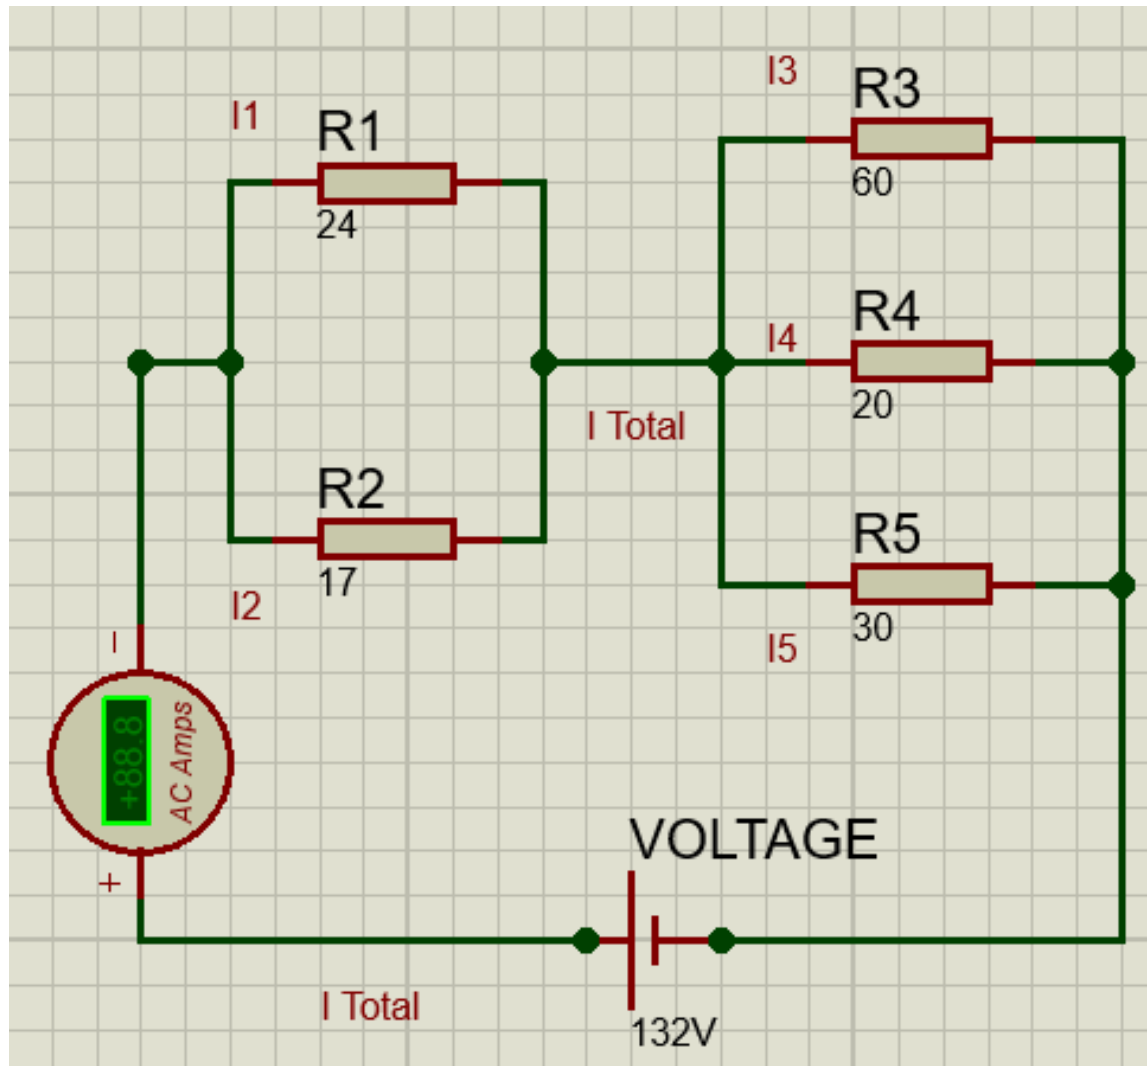 I3
R3
60
I1
R1
24
I4
R4
20
I Total
R2
17
I2
R5
30
I5
+88.8
AC Amps
VOLTAGE
132V
I Total